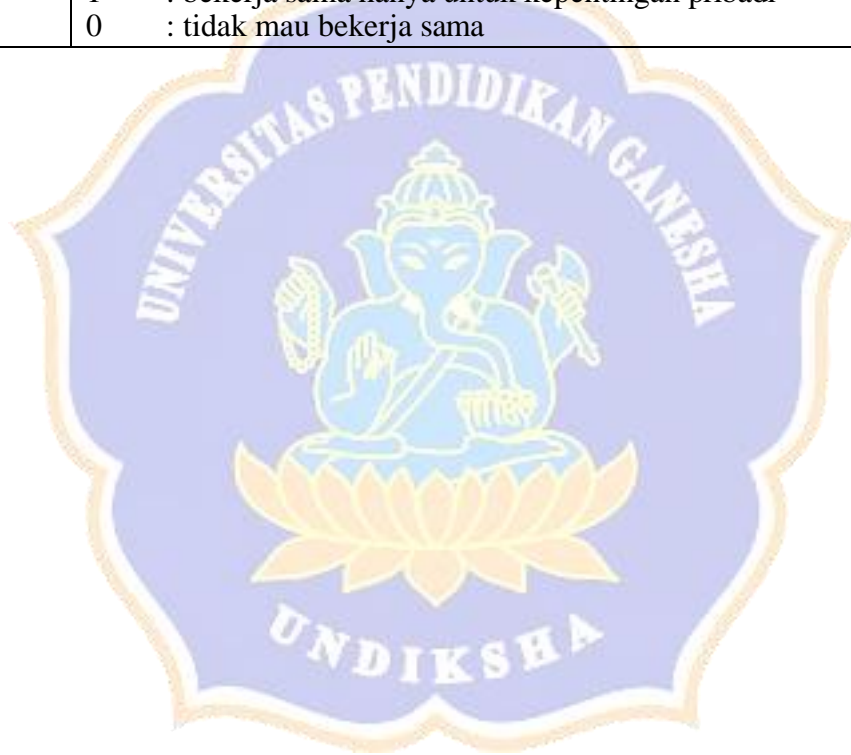 1 : bekerja sama hanya untuk kepentingan pribadi
0 : tidak mau bekerja sama
UNIVERSITAS PENDIDIKAN GANESHA
UNDIKSHA